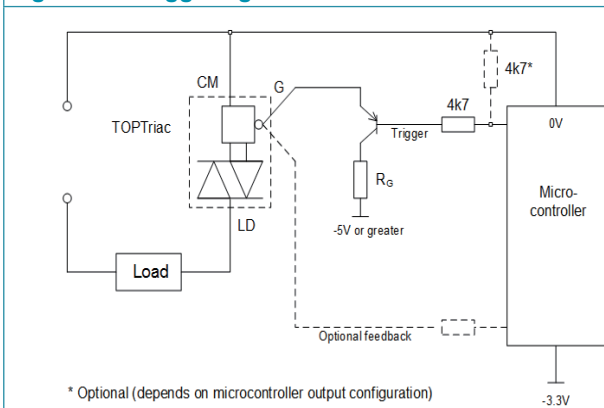 CM
G
4k7*
TOPTriac
4k7
0V
Trigger
RG
Micro-
controller
-5V or greater
LD
Load
Optional feedback
* Optional (depends on microcontroller output configuration)
-3.3V